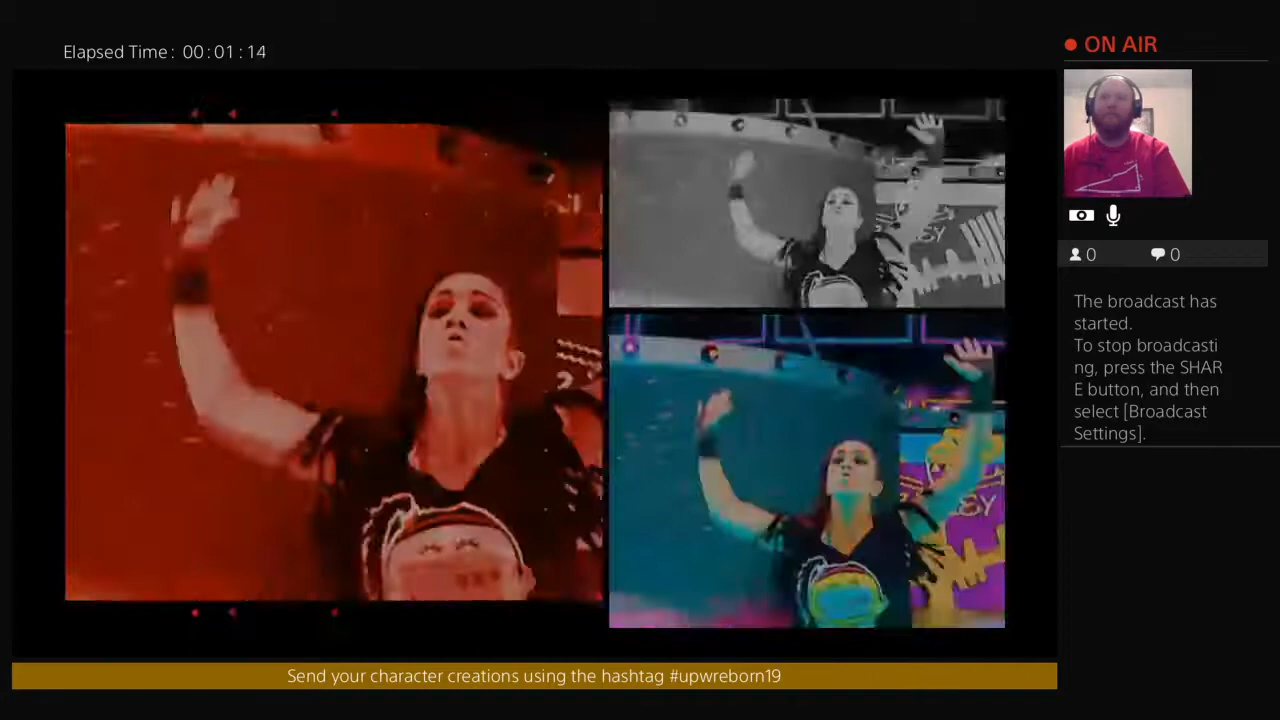 Elapsed Time: 00:01:14
ON AIR
0
0
The broadcast has
started.
To stop broadcasti
ng, press the SHAR
E button, and then
select [Broadcast
Settings].
Send your character creations using the hashtag #upwreborn19